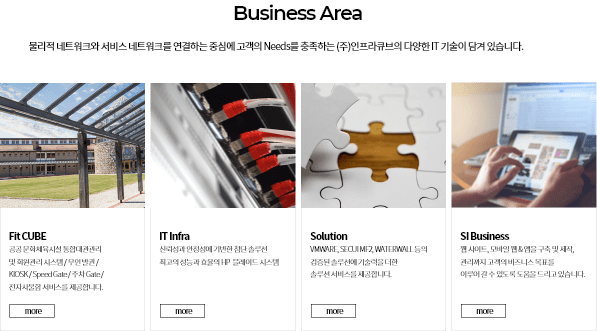 Business Area
물리적 네트워크와 서비스 네트워크를 연결하는 중심에 고객의 Needs를 충족하는 (주)인프라큐브의 다양한 IT 기술이 담겨 있습니다.
Fit CUBE
공공 문화체육시설 통합대관관리
및 회원관리 시스템 / 무인 발권 /
KIOSK / Speed Gate / 주차 Gate /
전자사물함 서비스를 제공합니다.
more
IT Infra
신뢰성과 안정성에 기반한 첨단 솔루션
최고의 성능과 효율의 HP 블레이드 시스템
more
Solution
VMWARE, SECUI MF2, WATERWALL 등의
검증된 솔루션에 기술력을 더한
솔루션 서비스를 제공합니다.
more
SI Business
웹 사이트, 모바일 웹 & 앱을 구축 및 제작,
관리까지 고객의 비즈니스 목표를
이루어 갈 수 있도록 도움을 드리고 있습니다.
more